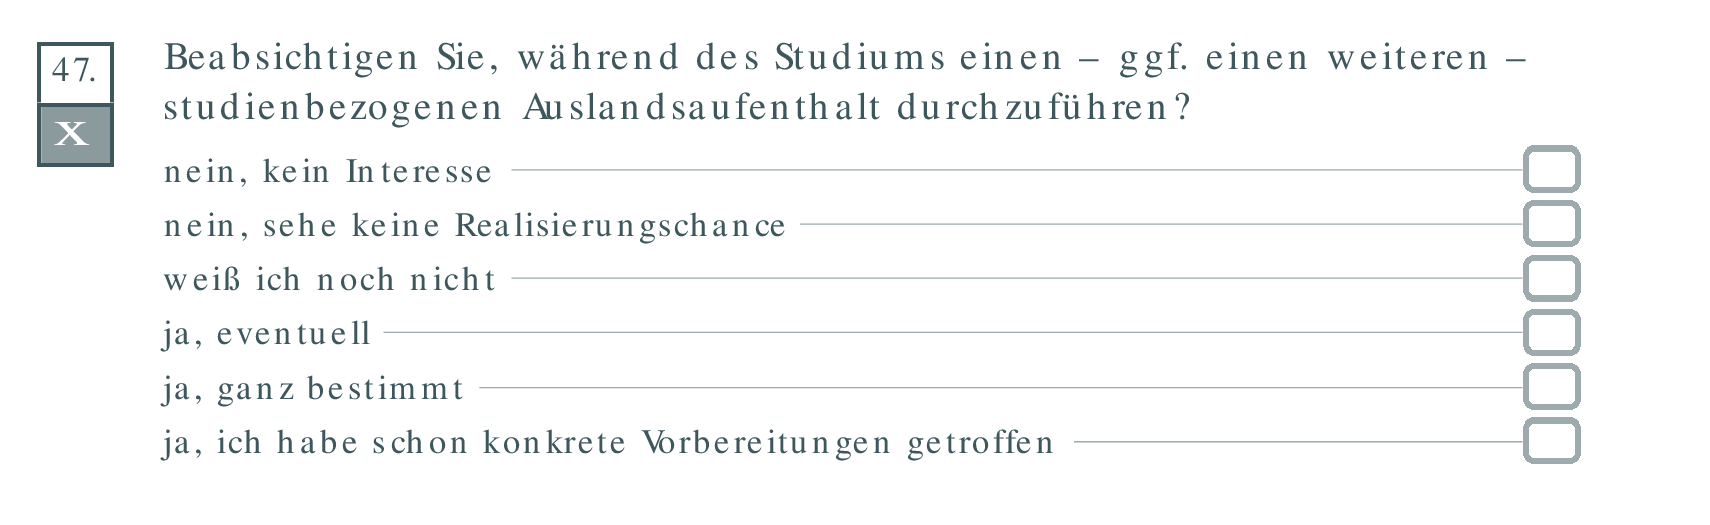 47.
X
Beabsichtigen Sie, während des Studiums einen – ggf. einen weiteren –
studienbezogenen Auslandsaufenthalt durchzuführen?
nein, kein Interesse
nein, sehe keine Realisierungschance
weiß ich noch nicht
ja, eventuell
ja, ganz bestimmt
ja, ich habe schon konkrete Vorbereitungen getroffen